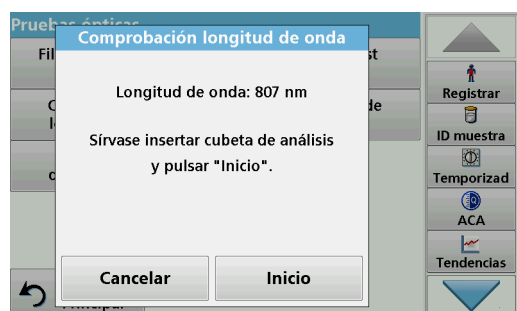 Pruebas ópticas
Comprobación longitud de onda
Longitud de onda: 807 nm
Sírvase insertar cubeta de análisis
y pulsar "Inicio".
Cancelar
Inicio
Registrar
ID muestra
Temporizad
ACA
Tendencias